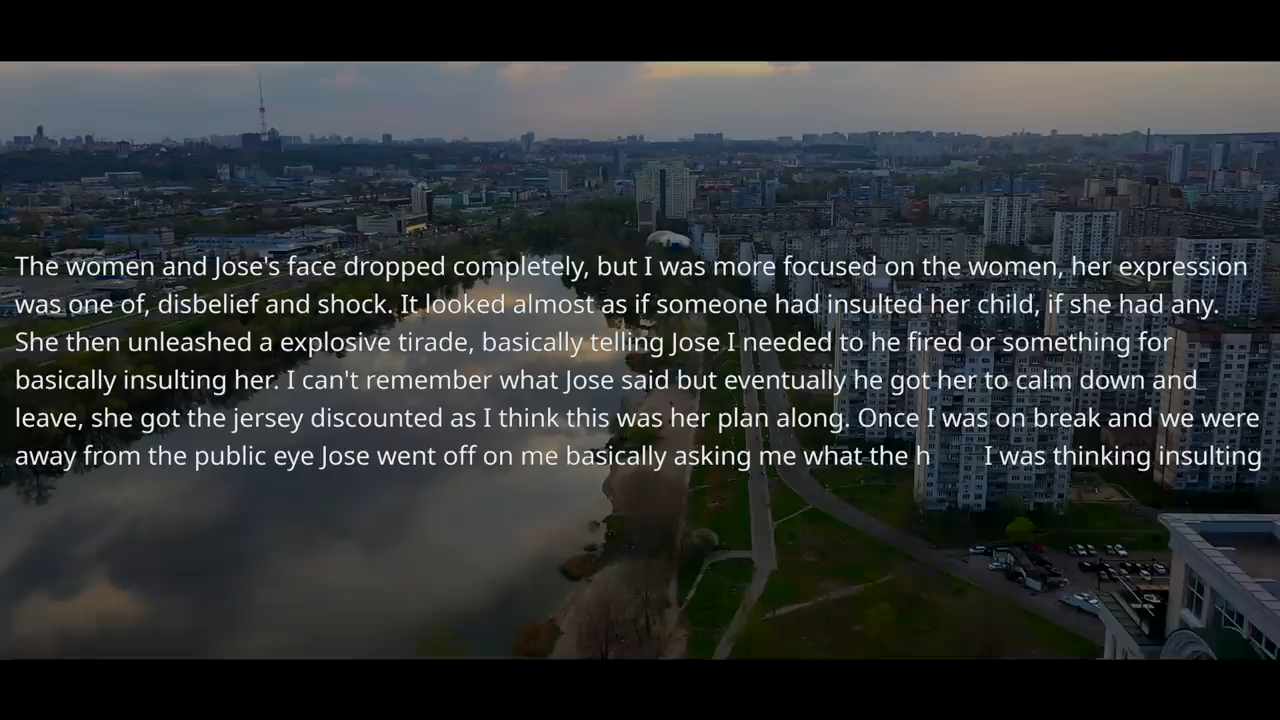 The women and Jose's face dropped completely, but I was more focused on the women, her expression
was one of, disbelief and shock. It looked almost as if someone had insulted her child, if she had any.
She then unleashed a explosive tirade, basically telling Jose I needed to he fired or something for
basically insulting her. I can't remember what Jose said but eventually he got her to calm down and
leave, she got the jersey discounted as I think this was her plan along. Once I was on break and we were
away from the public eye Jose went off on me basically asking me what the h I was thinking insulting